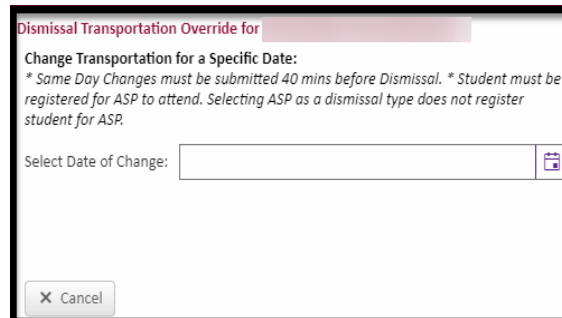 Dismissal Transportation Override for
Change Transportation for a Specific Date:
* Same Day Changes must be submitted 40 mins before Dismissal. * Student must be
registered for ASP to attend. Selecting ASP as a dismissal type does not register
student for ASP.
Select Date of Change:
Cancel